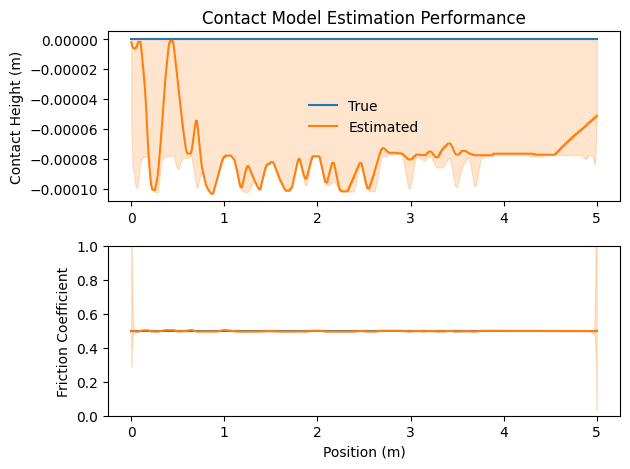 Contact Model Estimation Performance
Contact Height (m)
0.00000
−0.00002
−0.00004
−0.00006
−0.00008
−0.00010
True
Estimated
0 1 2 3 4 5
Friction Coefficient
1.0
0.8
0.6
0.4
0.2
0.0
0 1 2 3 4 5
Position (m)